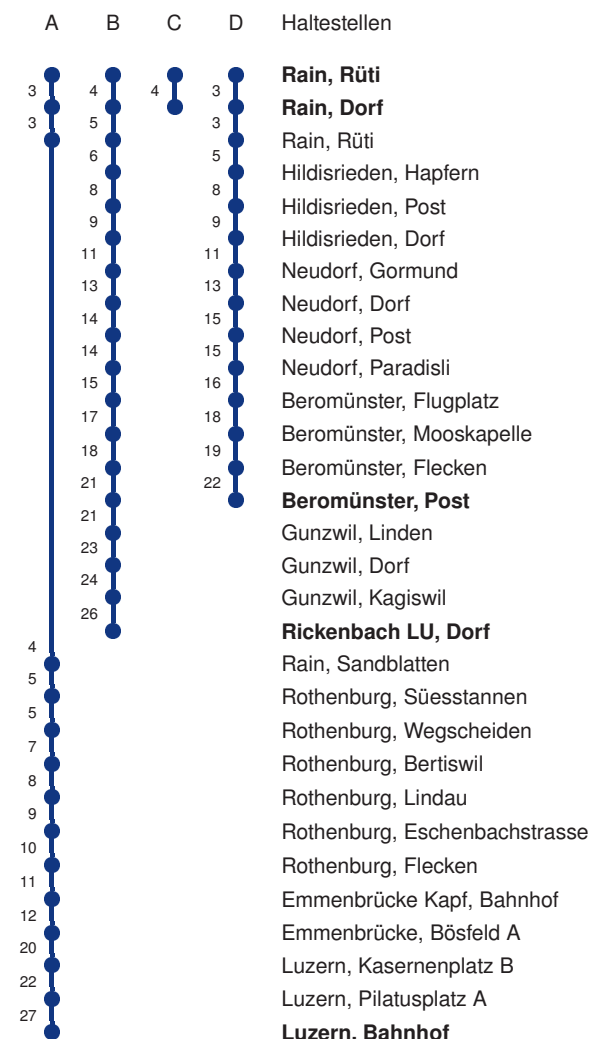 A B C D Haltestellen
Rain, Rüti
3 4 4 3
Rain, Dorf
3 5 3
Rain, Rüti
6 5
Hildisrieden, Hapfern
8 8
Hildisrieden, Post
9 9
Hildisrieden, Dorf
11 11
Neudorf, Gormund
13 13
Neudorf, Dorf
14 15
Neudorf, Post
14 15
Neudorf, Paradisli
15 16
Beromünster, Flugplatz
17 18
Beromünster, Mooskapelle
18 19
Beromünster, Flecken
21 22
Beromünster, Post
21
Gunzwil, Linden
23
Gunzwil, Dorf
24
Gunzwil, Kagiswil
26
Rickenbach LU, Dorf
4
Rain, Sandblatten
5
Rothenburg, Süesstannen
5
Rothenburg, Wegscheiden
7
Rothenburg, Bertiswil
8
Rothenburg, Lindau
9
Rothenburg, Eschenbachstrasse
10
Rothenburg, Flecken
11
Emmenbrücke Kapf, Bahnhof
12
Emmenbrücke, Bösfeld A
20
Luzern, Kasernenplatz B
22
Luzern, Pilatusplatz A
27
Luzern, Bahnhof